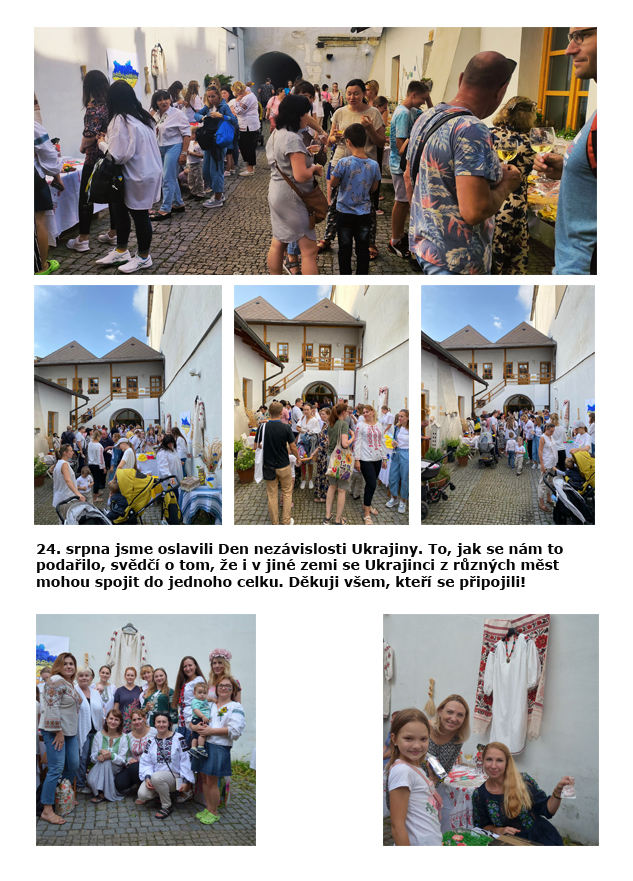 24. srpna jsme oslavili Den nezávislosti Ukrajiny. To, jak se nám to
podařilo, svědčí o tom, že i v jiné zemi se Ukrajinci z různých měst
mohou spojit do jednoho celku. Děkuji všem, kteří se připojili!